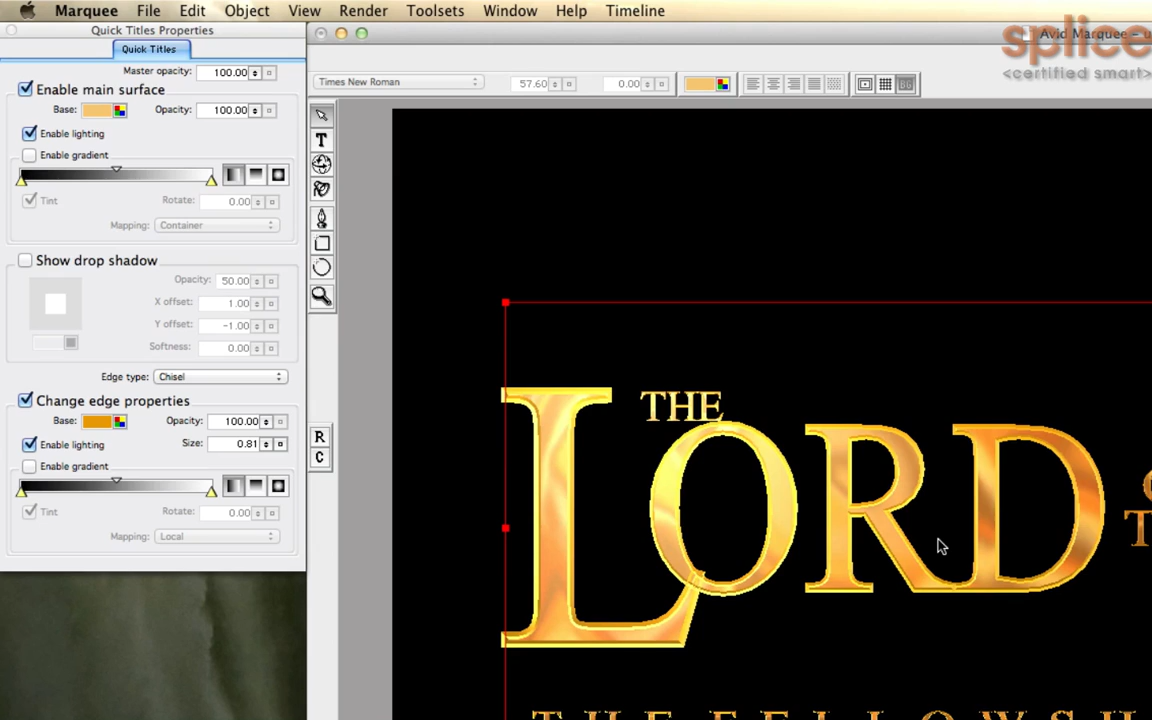 Marquee File Edit Object View Render Toolsets Window Help Timeline
Quick Titles Properties
Avid Marquee – u
splice
<certified smart>
Quick Titles
Master opacity: 100.00
Times New Roman 57.60 0.00
Enable main surface
Base: Opacity: 100.00
Enable lighting
Enable gradient
Tint Rotate: 0.00
Mapping: Container
T
Show drop shadow
Opacity: 50.00
X offset: 1.00
Y offset: -1.00
Softness: 0.00
Edge type: Chisel
Change edge properties
Base: Opacity: 100.00
Enable lighting Size: 0.81
Enable gradient
Tint Rotate: 0.00
Mapping: Local
R
C
THE
LORD
T
THE FELLOWSH